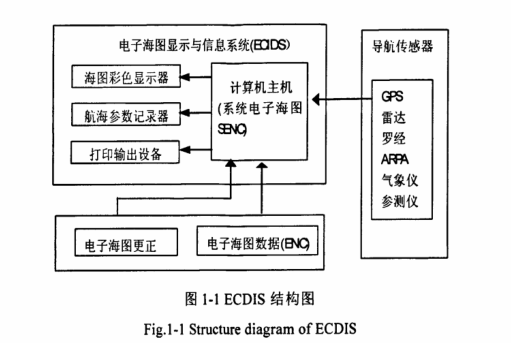 电子海图显示与信息系统(ECIDS)
海图彩色显示器
航海参数记录器
打印输出设备
计算机主机
(系统电子海图
SENC)
导航传感器
GPS
雷达
罗经
ARPA
气象仪
参测仪
电子海图更正
电子海图数据(ENC)
图 1-1 ECDIS 结构图
Fig.1-1 Structure diagram of ECDIS